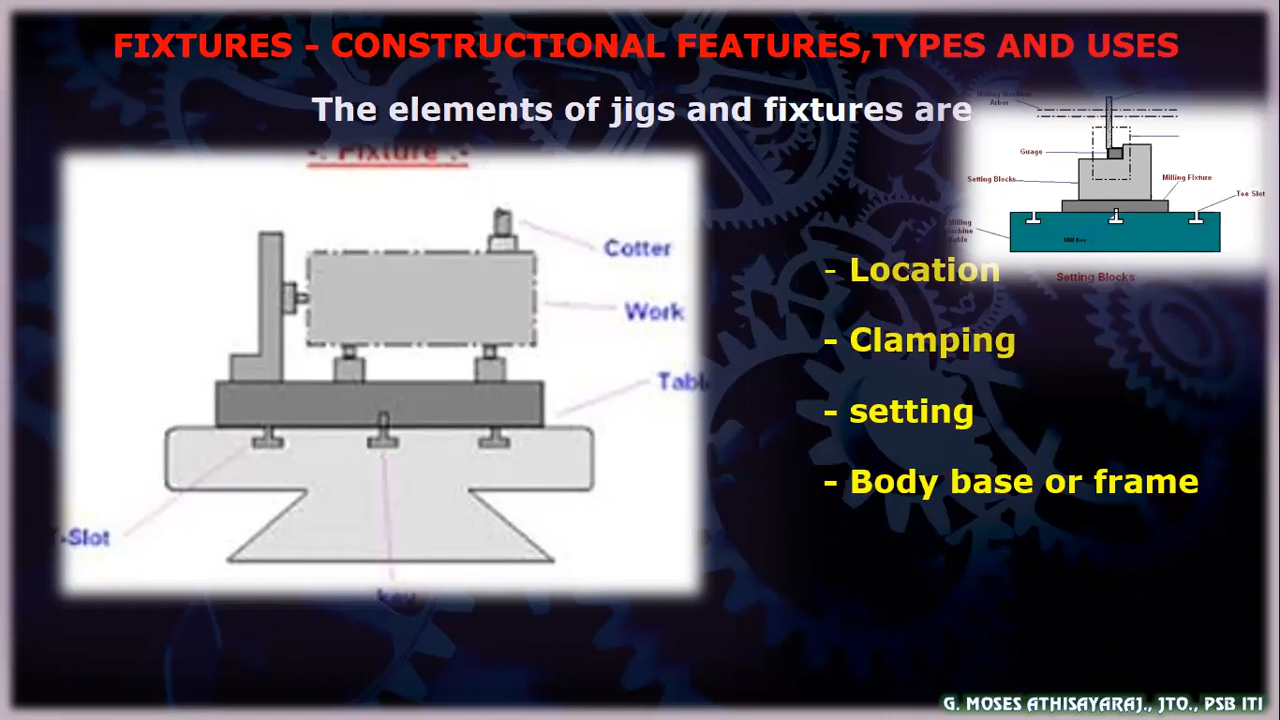 FIXTURES - CONSTRUCTIONAL FEATURES,TYPES AND USES
The elements of jigs and fixtures are
-: Fixture :-
Cotter
Work
Table
T-Slot
key
Milling Machine
Arbor
Guage
Setting Blocks
Milling Fixture
Tee Slot
Milling
Machine
Table
Setting Blocks
- Location
- Clamping
- setting
- Body base or frame
G. MOSES ATHISAYARAJ., JTO., PSB ITI